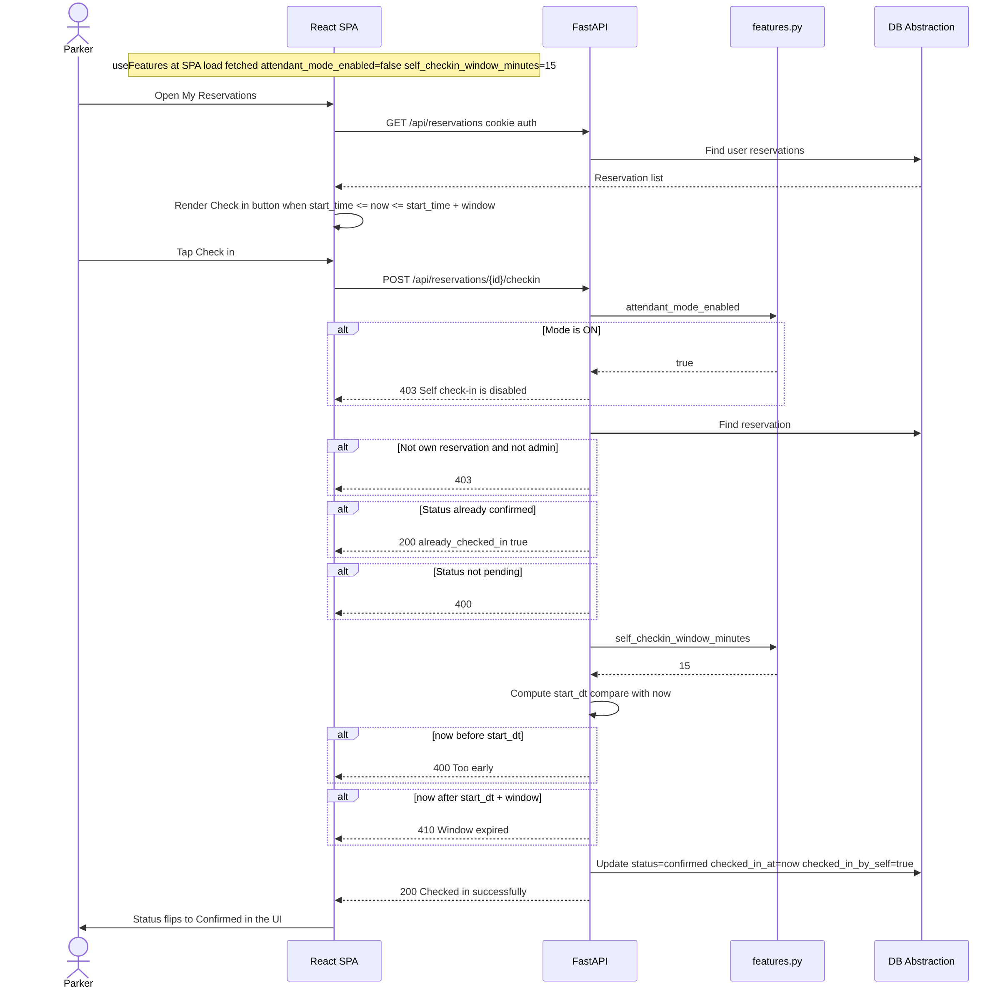 Parker
React SPA
FastAPI
features.py
DB Abstraction
useFeatures at SPA load fetched attendant_mode_enabled=false self_checkin_window_minutes=15
Open My Reservations
GET /api/reservations cookie auth
Find user reservations
Reservation list
Render Check in button when start_time <= now <= start_time + window
Tap Check in
POST /api/reservations/{id}/checkin
attendant_mode_enabled
alt
[Mode is ON]
true
403 Self check-in is disabled
Find reservation
alt
[Not own reservation and not admin]
403
alt
[Status already confirmed]
200 already_checked_in true
alt
[Status not pending]
400
self_checkin_window_minutes
15
Compute start_dt compare with now
alt
[now before start_dt]
400 Too early
alt
[now after start_dt + window]
410 Window expired
Update status=confirmed checked_in_at=now checked_in_by_self=true
200 Checked in successfully
Status flips to Confirmed in the UI
Parker
React SPA
FastAPI
features.py
DB Abstraction